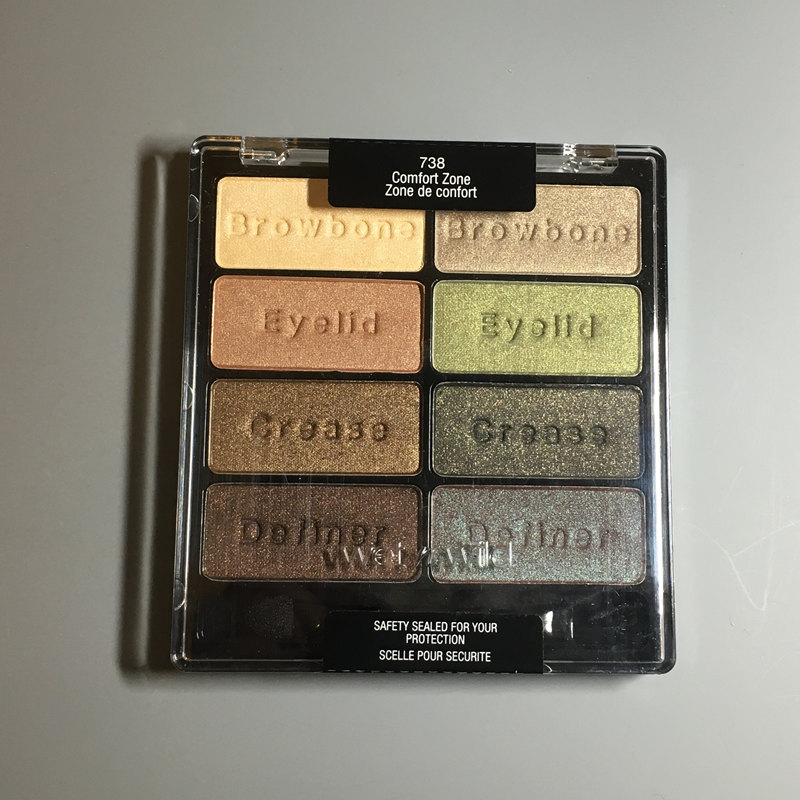 738
Comfort Zone
Zone de confort
Browbone Browbone
Eyelid Eyelid
Crease Crease
Definer Definer
wet n wild
SAFETY SEALED FOR YOUR
PROTECTION
SCELLE POUR SECURITE